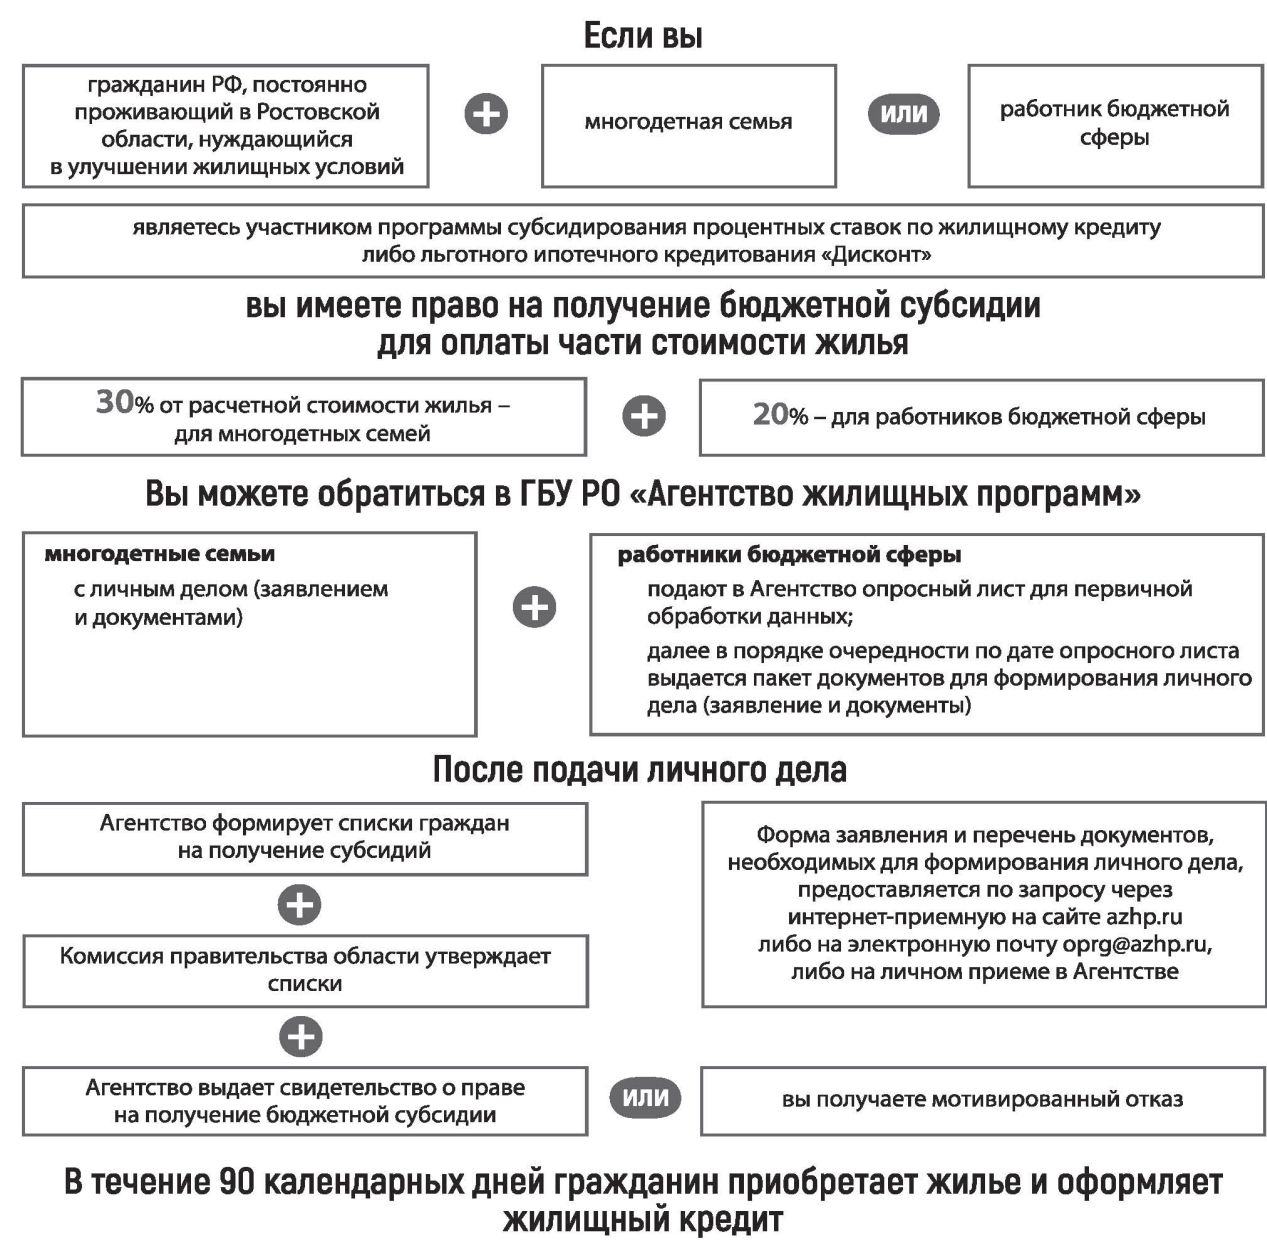 Если вы
гражданин РФ, постоянно
проживающий в Ростовской
области, нуждающийся
в улучшении жилищных условий
+
многодетная семья
ИЛИ
работник бюджетной
сферы
являетесь участником программы субсидирования процентных ставок по жилищному кредиту
либо льготного ипотечного кредитования «Дисконт»
вы имеете право на получение бюджетной субсидии
для оплаты части стоимости жилья
30% от расчетной стоимости жилья –
для многодетных семей
+
20% – для работников бюджетной сферы
Вы можете обратиться в ГБУ РО «Агентство жилищных программ»
многодетные семьи
с личным делом (заявлением
и документами)
+
работники бюджетной сферы
подают в Агентство опросный лист для первичной
обработки данных;
далее в порядке очередности по дате опросного листа
выдается пакет документов для формирования личного
дела (заявление и документы)
После подачи личного дела
Агентство формирует списки граждан
на получение субсидий
+
Комиссия правительства области утверждает
списки
+
Агентство выдает свидетельство о праве
на получение бюджетной субсидии
Форма заявления и перечень документов,
необходимых для формирования личного дела,
предоставляется по запросу через
интернет-приемную на сайте azhp.ru
либо на электронную почту oprg@azhp.ru,
либо на личном приеме в Агентстве
ИЛИ
вы получаете мотивированный отказ
В течение 90 календарных дней гражданин приобретает жилье и оформляет
жилищный кредит